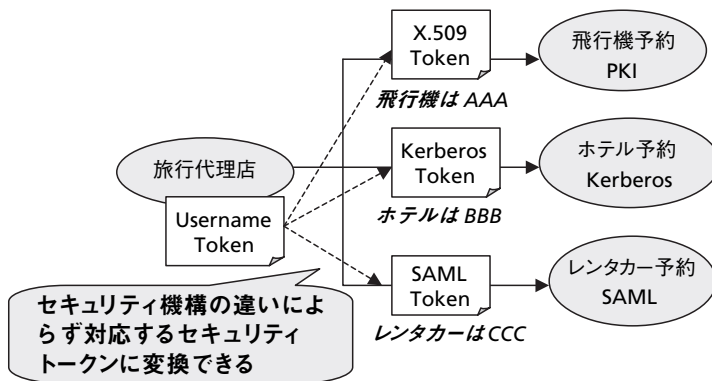 X.509
Token
飛行機予約
PKI
飛行機は AAA
旅行代理店
Kerberos
Token
ホテル予約
Kerberos
Username
Token
ホテルは BBB
SAML
Token
レンタカー予約
SAML
レンタカーは CCC
セキュリティ機構の違いによ
らず対応するセキュリティ
トークンに変換できる